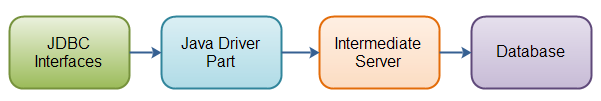 JDBC
Interfaces
Java Driver
Part
Intermediate
Server
Database